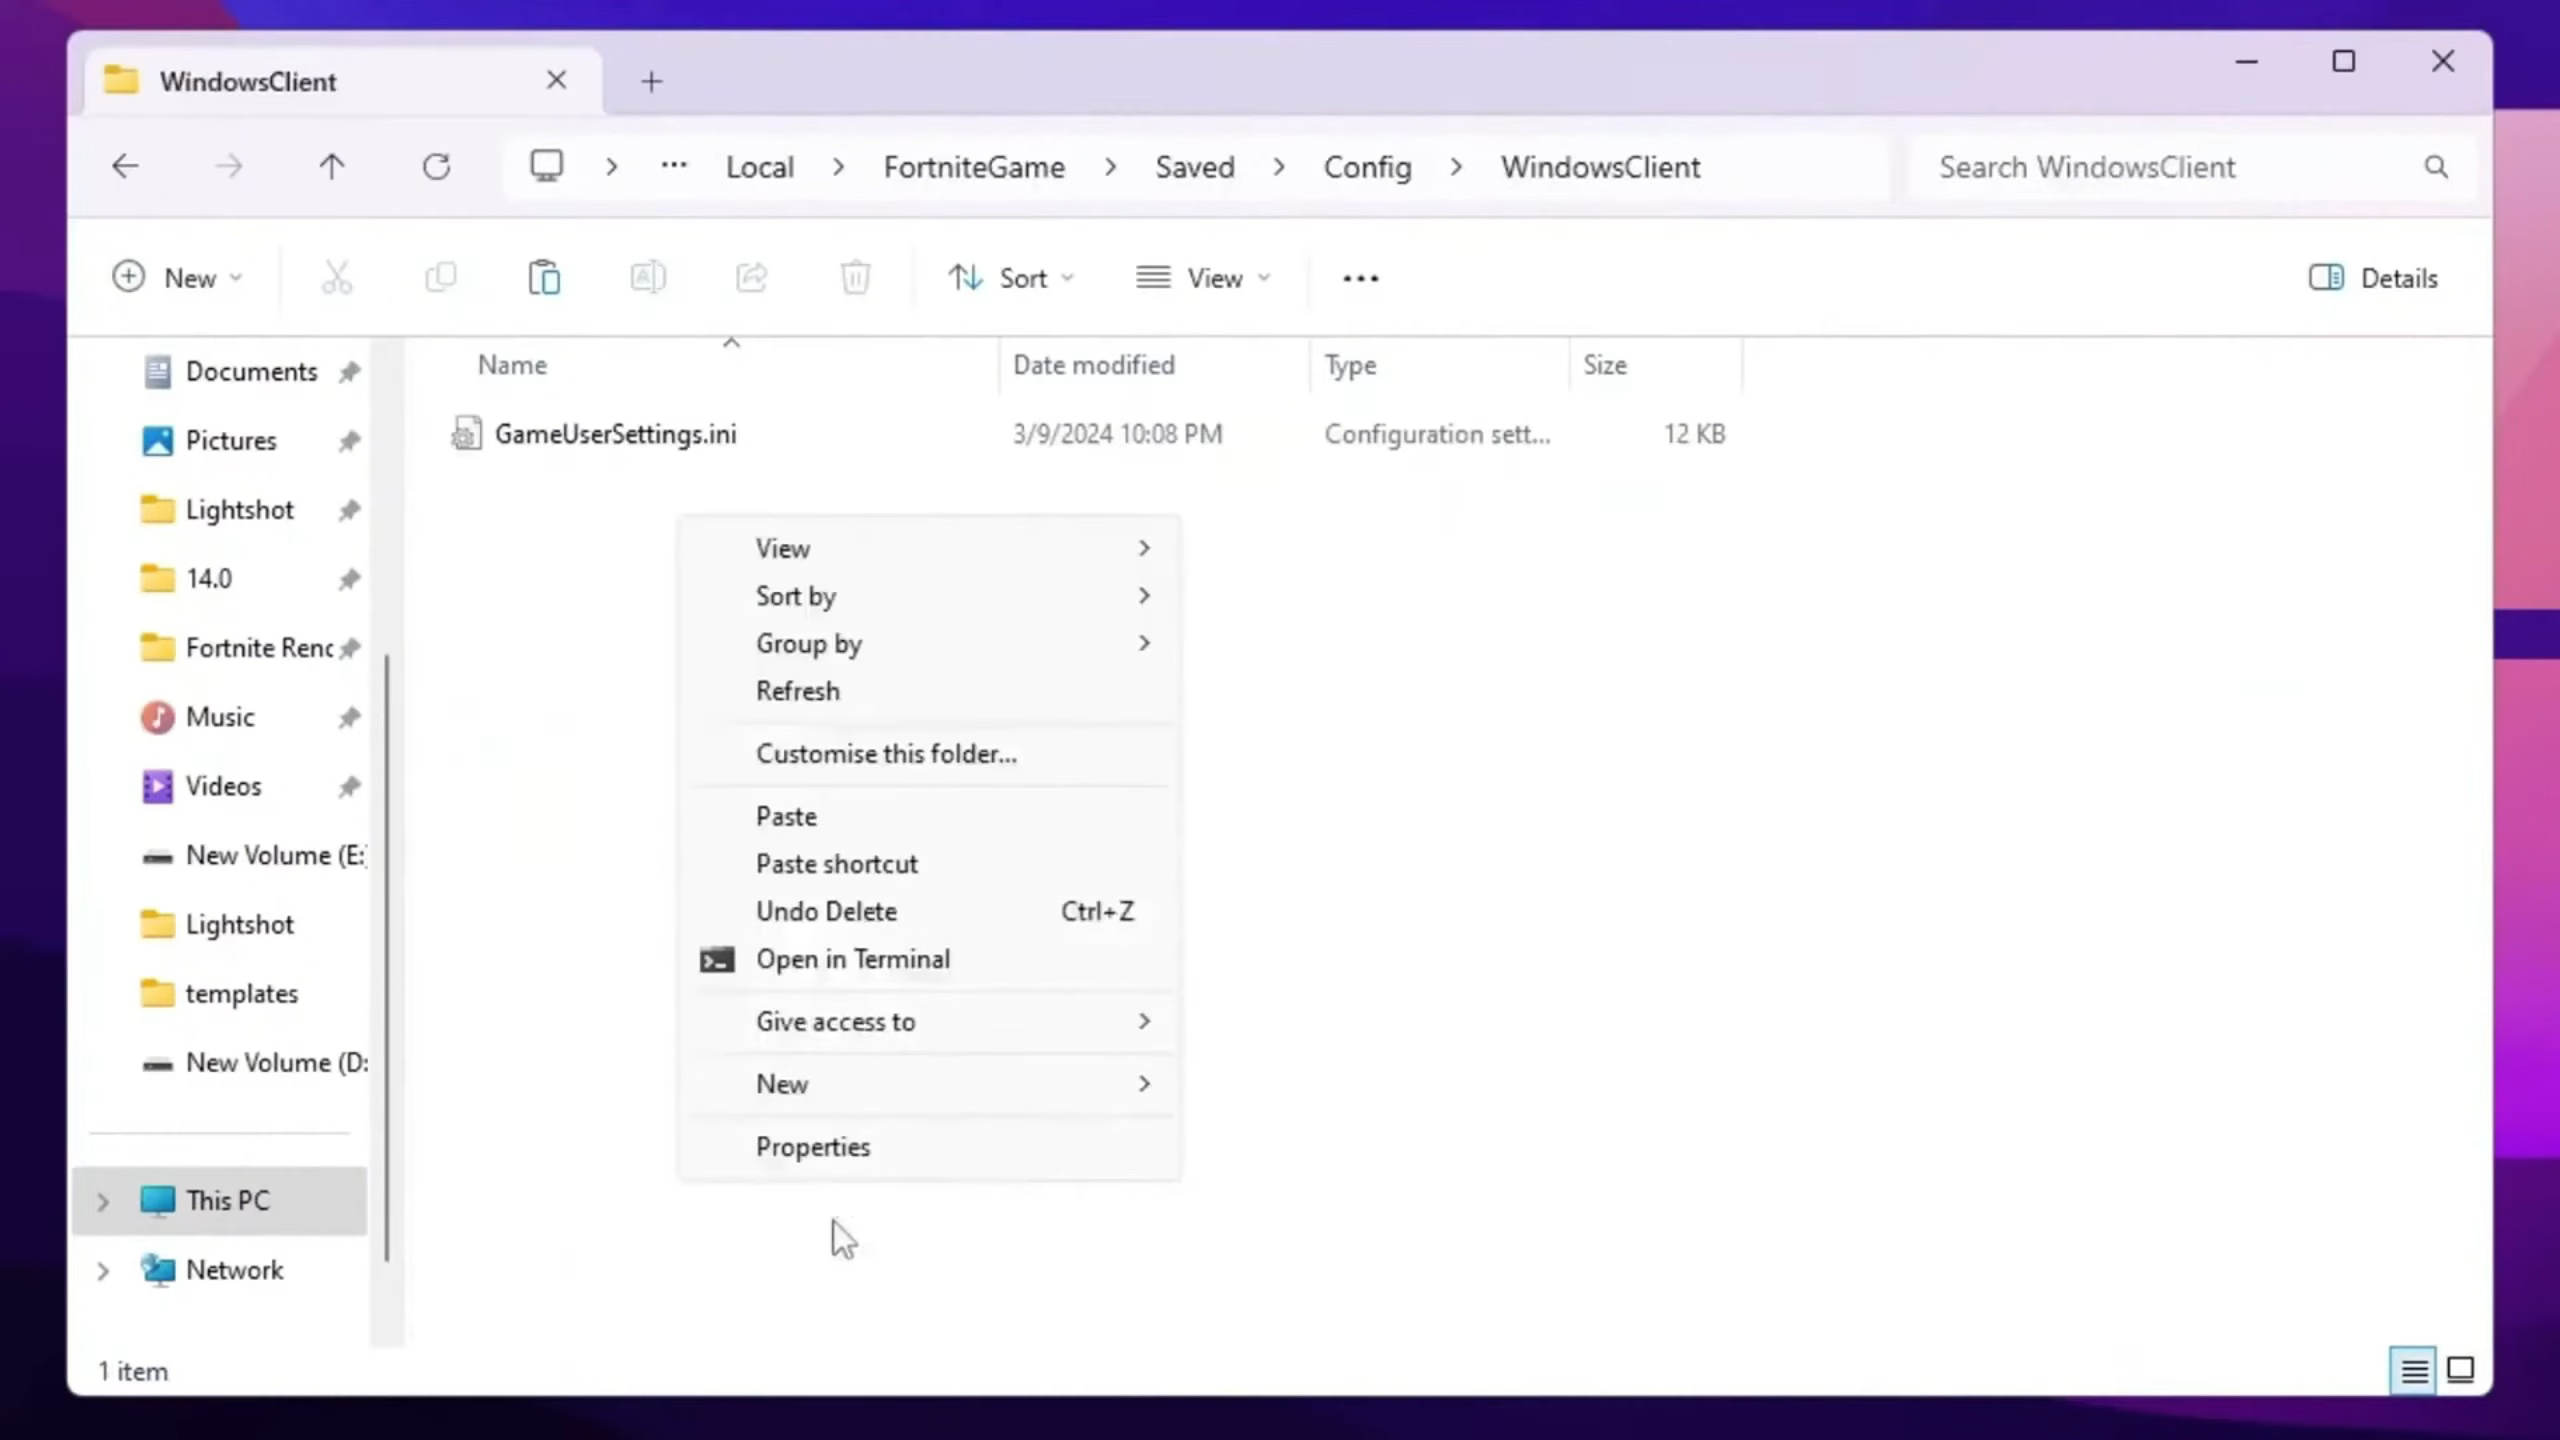 WindowsClient
Local > FortniteGame > Saved > Config > WindowsClient
Search WindowsClient
New
Sort
View
Details
Name
Date modified
Type
Size
GameUserSettings.ini
3/9/2024 10:08 PM
Configuration sett...
12 KB
Documents
Pictures
Lightshot
14.0
Fortnite Renc
Music
Videos
New Volume (E:
Lightshot
templates
New Volume (D:
This PC
Network
View
Sort by
Group by
Refresh
Customise this folder...
Paste
Paste shortcut
Undo Delete Ctrl+Z
Open in Terminal
Give access to
New
Properties
1 item